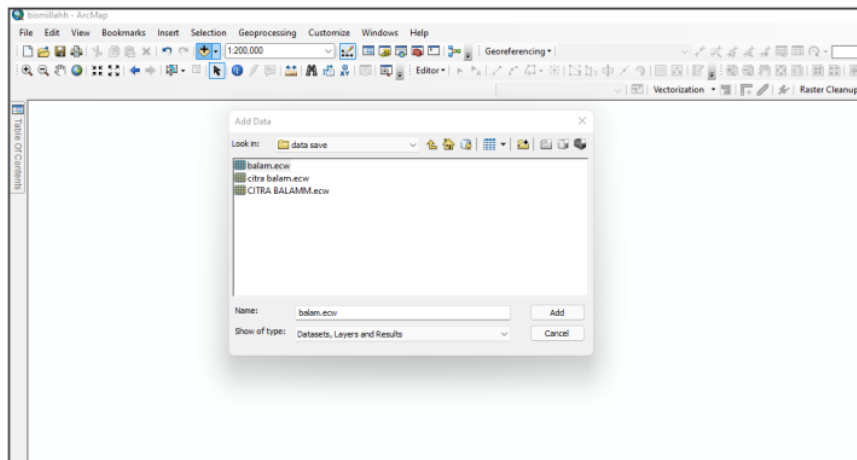 bismillahh - ArcMap
File Edit View Bookmarks Insert Selection Geoprocessing Customize Windows Help
1:200.000 Georeferencing
Editor
Vectorization Raster Cleanup
Table Of Contents
Add Data
Look in: data save
balam.ecw
citra balam.ecw
CITRA BALAMM.ecw
Name: balam.ecw Add
Show of type: Datasets, Layers and Results Cancel